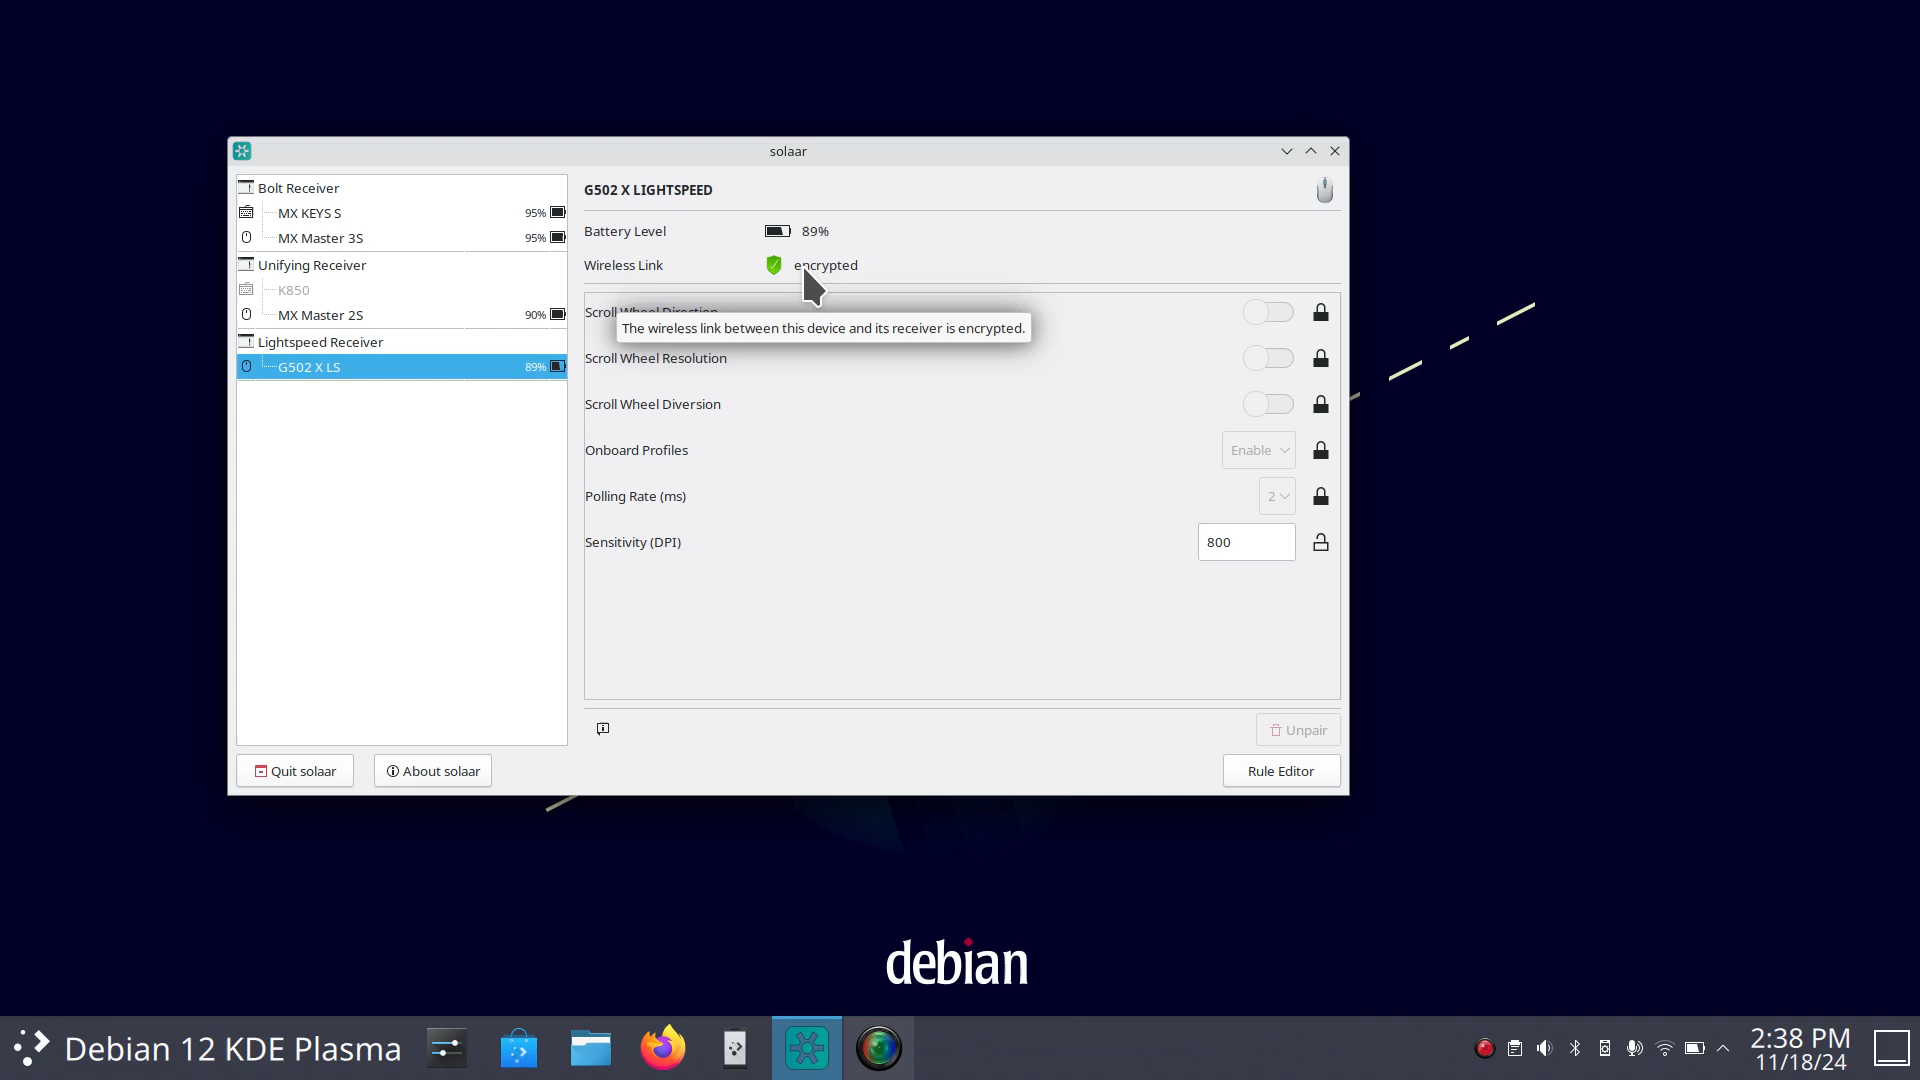 solaar
Bolt Receiver
MX KEYS S 95%
MX Master 3S 95%
Unifying Receiver
K850
MX Master 2S 90%
Lightspeed Receiver
G502 X LS 89%
G502 X LIGHTSPEED
Battery Level 89%
Wireless Link encrypted
Scroll Wheel Direction
The wireless link between this device and its receiver is encrypted.
Scroll Wheel Resolution
Scroll Wheel Diversion
Onboard Profiles Enable
Polling Rate (ms) 2
Sensitivity (DPI) 800
Unpair
Quit solaar
About solaar
Rule Editor
debian
Debian 12 KDE Plasma
2:38 PM
11/18/24